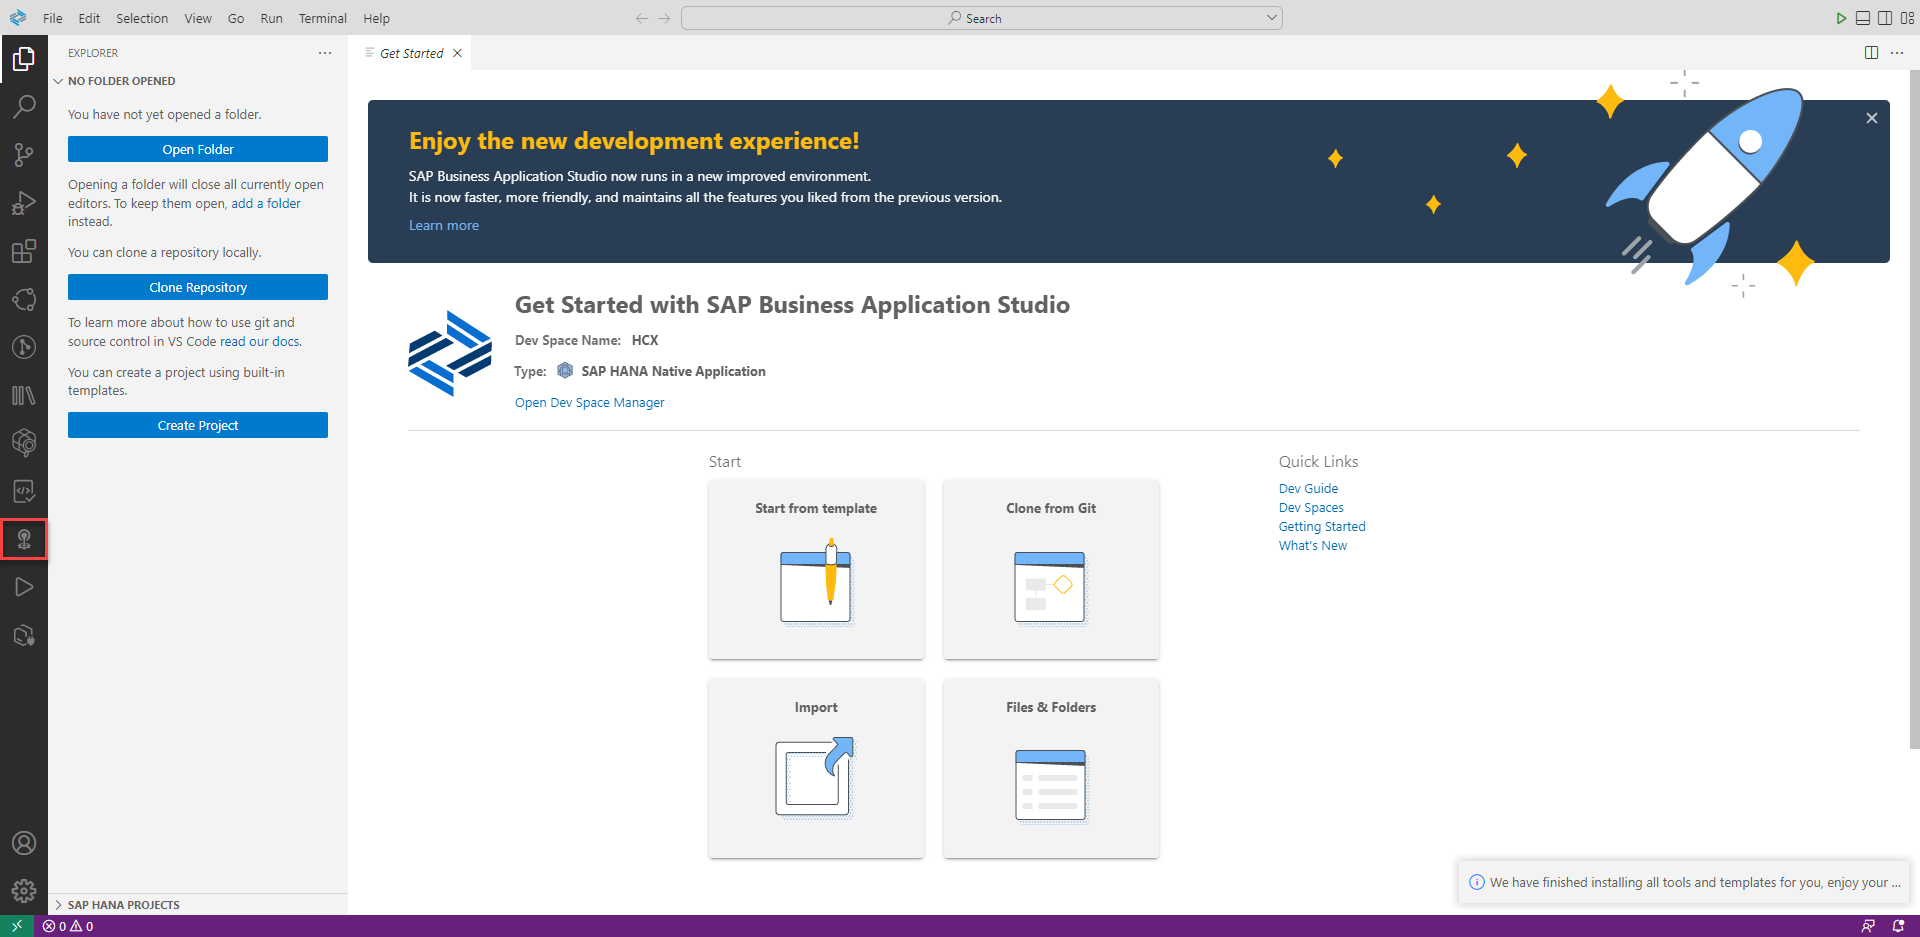 File Edit Selection View Go Run Terminal Help
Search
EXPLORER
NO FOLDER OPENED
You have not yet opened a folder.
Open Folder
Opening a folder will close all currently open
editors. To keep them open, add a folder
instead.
You can clone a repository locally.
Clone Repository
To learn more about how to use git and
source control in VS Code read our docs.
You can create a project using built-in
templates.
Create Project
SAP HANA PROJECTS
Get Started
Enjoy the new development experience!
SAP Business Application Studio now runs in a new improved environment.
It is now faster, more friendly, and maintains all the features you liked from the previous version.
Learn more
Get Started with SAP Business Application Studio
Dev Space Name: HCX
Type: SAP HANA Native Application
Open Dev Space Manager
Start
Start from template
Clone from Git
Import
Files & Folders
Quick Links
Dev Guide
Dev Spaces
Getting Started
What's New
We have finished installing all tools and templates for you, enjoy your ...
0 0